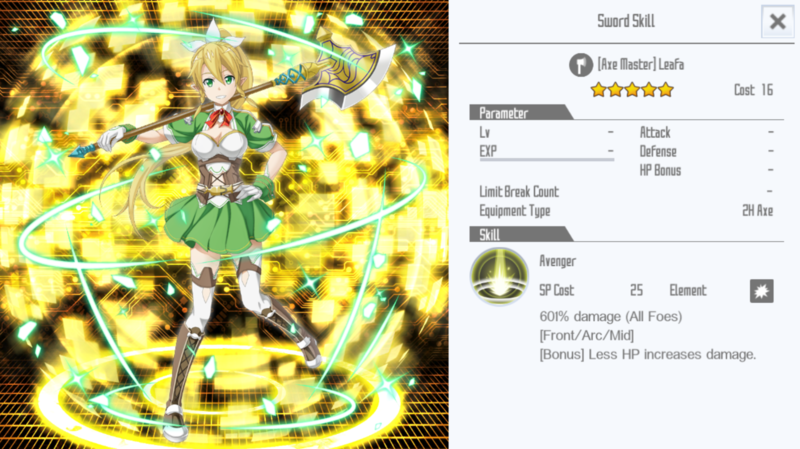 Sword Skill
[Axe Master] Leafa
Cost 16
Parameter
Lv -
Attack -
EXP -
Defense -
HP Bonus -
Limit Break Count -
Equipment Type 2H Axe
Skill
Avenger
SP Cost 25 Element
601% damage (All Foes)
[Front/Arc/Mid]
[Bonus] Less HP increases damage.